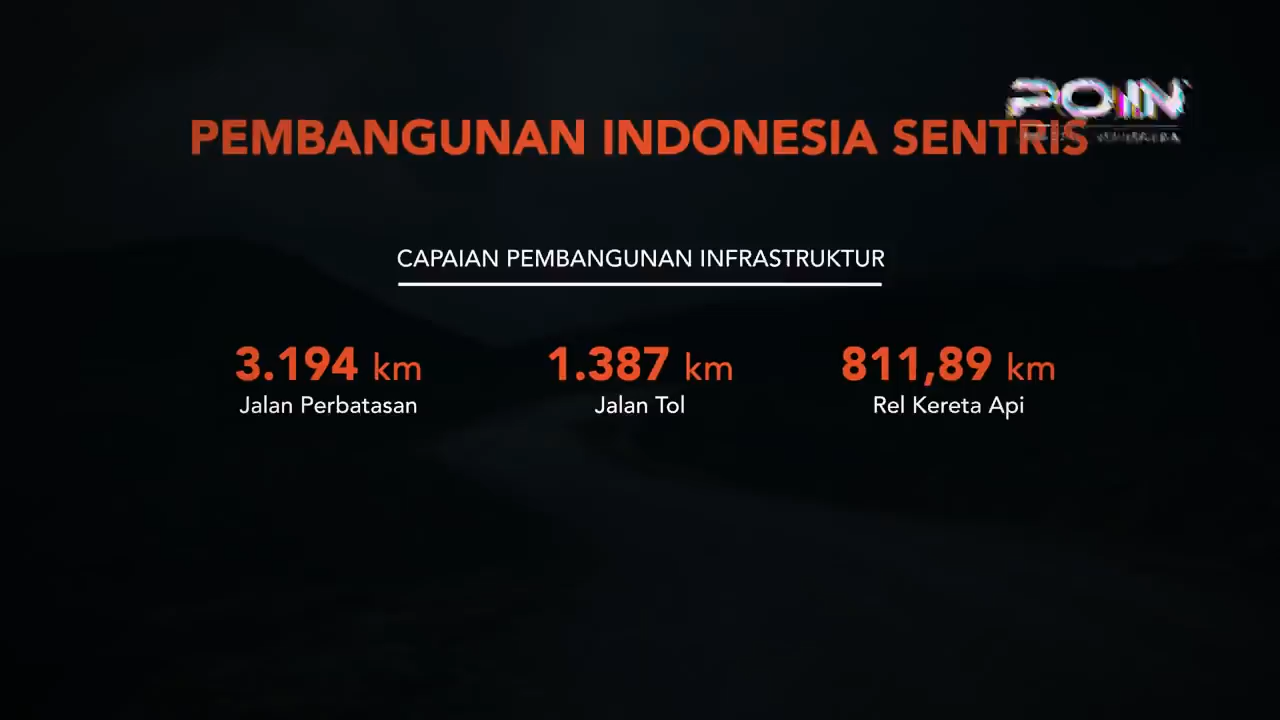 POIN
PEMBANGUNAN INDONESIA SENTRIS
CAPAIAN PEMBANGUNAN INFRASTRUKTUR
3.194 km
Jalan Perbatasan
1.387 km
Jalan Tol
811,89 km
Rel Kereta Api